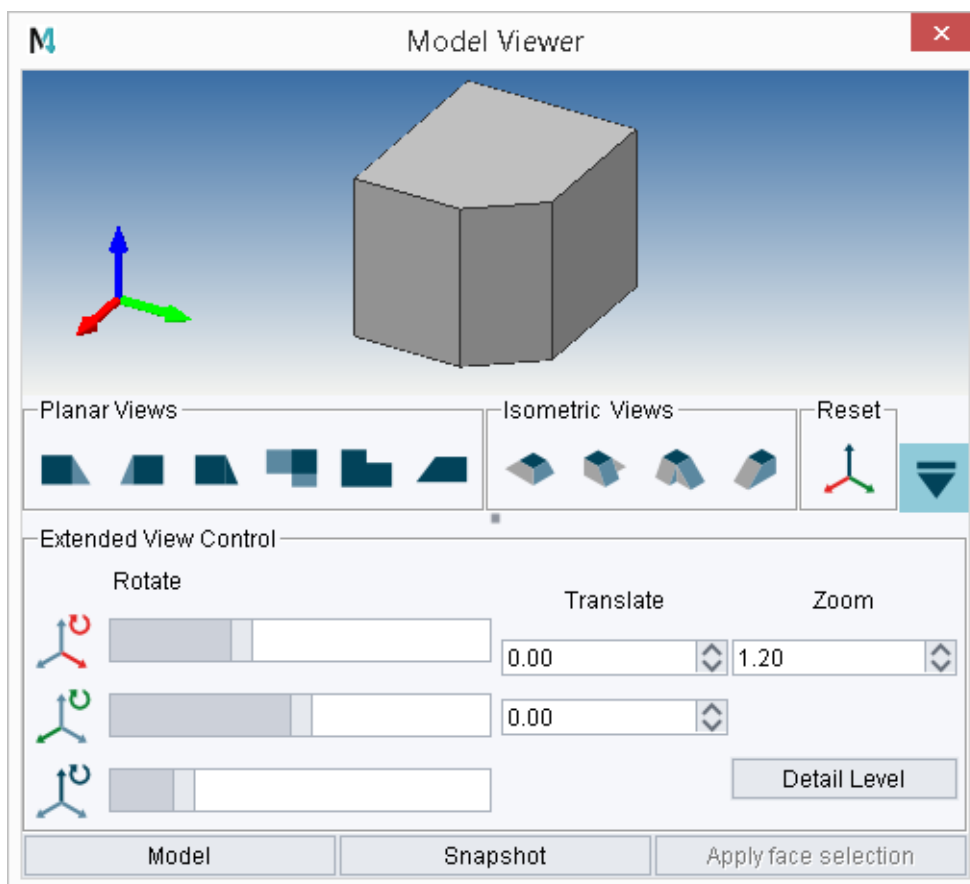 Model Viewer
Planar Views
Isometric Views
Reset
Extended View Control
Rotate
Translate
Zoom
0.00
1.20
0.00
Detail Level
Model
Snapshot
Apply face selection